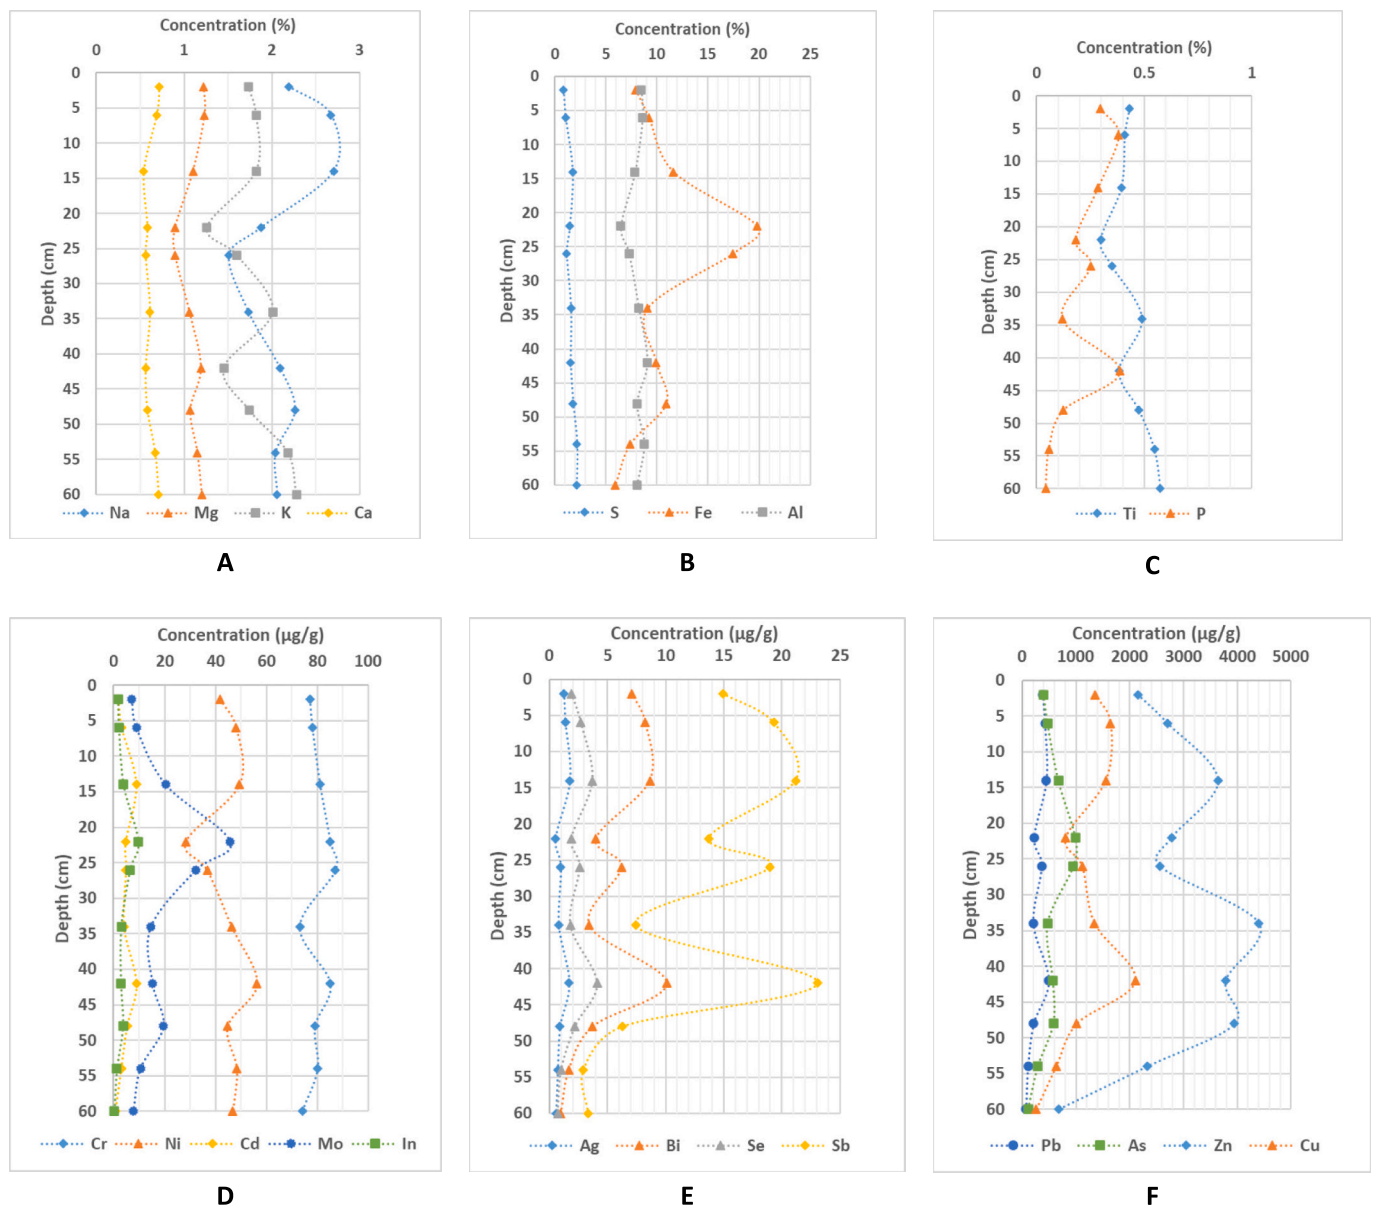 Concentration (%)
0 1 2 3
0
5
10
15
20
25
30
35
40
45
50
55
60
Depth (cm)
Na Mg K Ca
A
Concentration (%)
0 5 10 15 20 25
0
5
10
15
20
25
30
35
40
45
50
55
60
Depth (cm)
S Fe Al
B
Concentration (%)
0 0.5 1
0
5
10
15
20
25
30
35
40
45
50
55
60
Depth (cm)
Ti P
C
Concentration (µg/g)
0 20 40 60 80 100
0
5
10
15
20
25
30
35
40
45
50
55
60
Depth (cm)
Cr Ni Cd Mo In
D
Concentration (µg/g)
0 5 10 15 20 25
0
5
10
15
20
25
30
35
40
45
50
55
60
Depth (cm)
Ag Bi Se Sb
E
Concentration (µg/g)
0 1000 2000 3000 4000 5000
0
5
10
15
20
25
30
35
40
45
50
55
60
Depth (cm)
Pb As Zn Cu
F